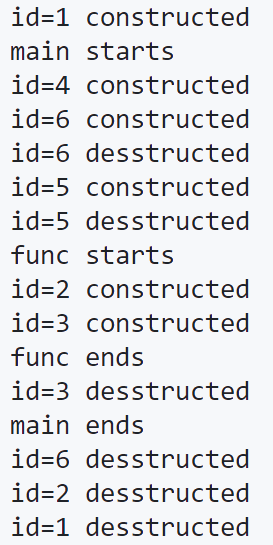 id=1 constructed
main starts
id=4 constructed
id=6 constructed
id=6 desstructed
id=5 constructed
id=5 desstructed
func starts
id=2 constructed
id=3 constructed
func ends
id=3 desstructed
main ends
id=6 desstructed
id=2 desstructed
id=1 desstructed